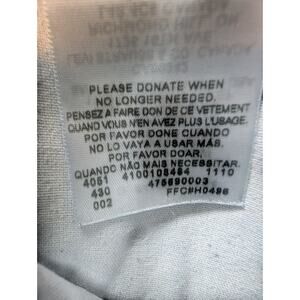 PLEASE DONATE WHEN
NO LONGER NEEDED.
PENSEZ A FAIRE DON DE CE VETEMENT
QUAND VOUS N'EN AVEZ PLUS L'USAGE.
POR FAVOR DONE CUANDO
NO LO VAYA A USAR MÁS.
POR FAVOR DOAR,
QUANDO NÃO MAIS NECESSITAR.
4051 4100108484 1110
430 475690003
002 FFC#H0496